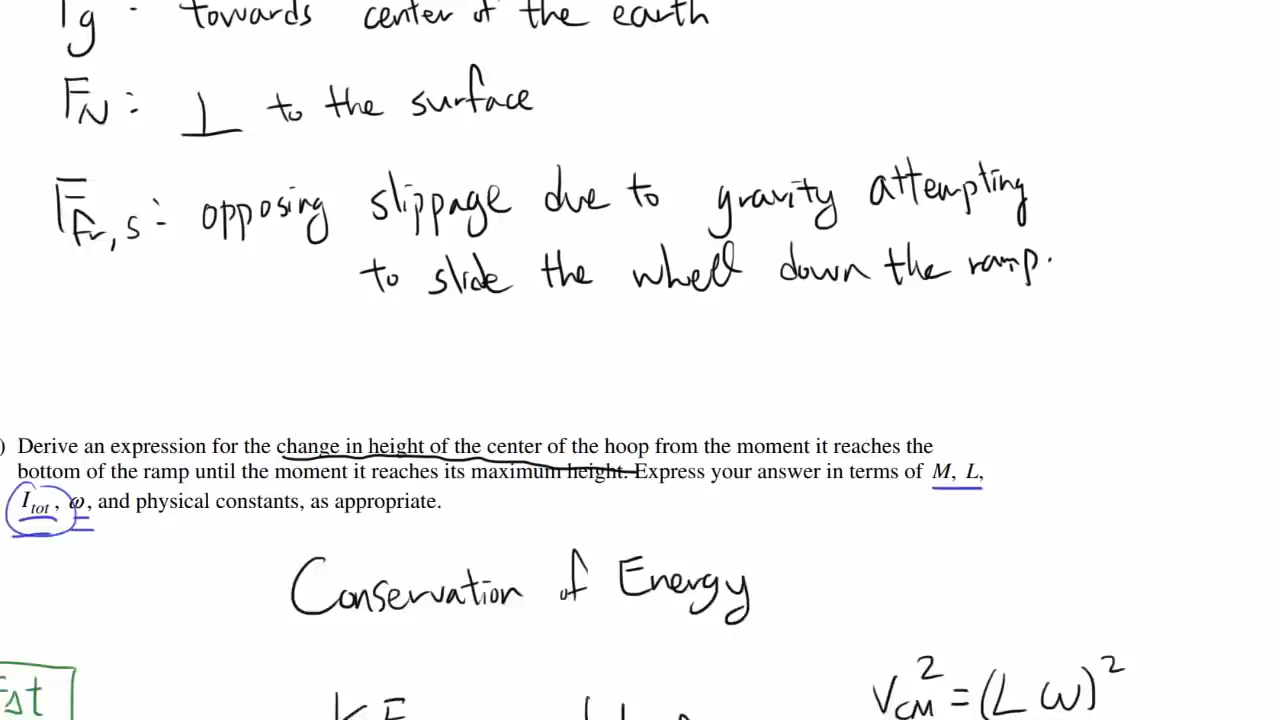 Fg : towards center of the earth
FN : ⊥ to the surface
FFr,s : opposing slippage due to gravity attempting
to slide the wheel down the ramp.
) Derive an expression for the change in height of the center of the hoop from the moment it reaches the
bottom of the ramp until the moment it reaches its maximum height. Express your answer in terms of M, L,
I_tot, ω, and physical constants, as appropriate.
Conservation of Energy
V_CM² = (L ω)²